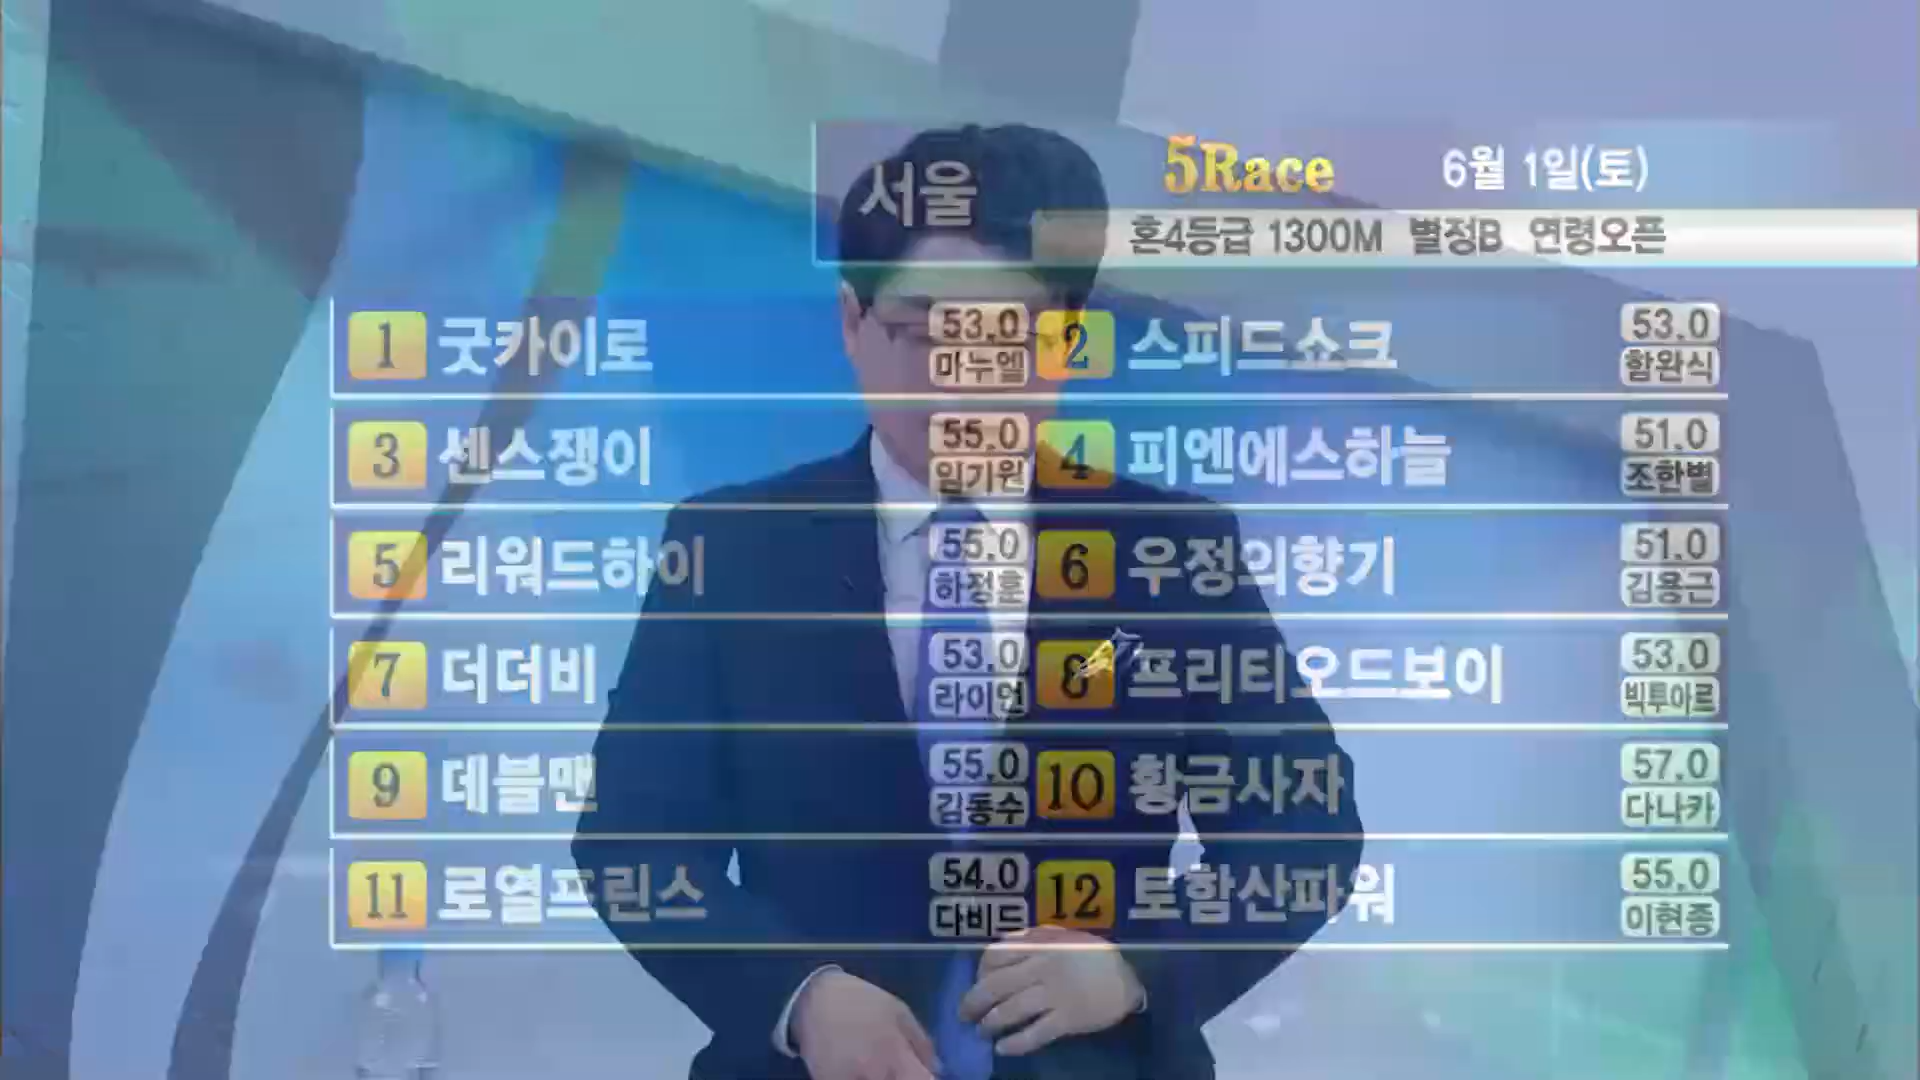 서울
5Race 6월 1일(토)
혼4등급 1300M 별정B 연령오픈
1 굿카이로 53.0 마누엘
2 스피드쇼크 53.0 함완식
3 센스쟁이 55.0 임기원
4 피엔에스하늘 51.0 조한별
5 리워드하이 55.0 하정훈
6 우정의향기 51.0 김용근
7 더더비 53.0 라이언
8 프리티오드보이 53.0 빅투아르
9 데블맨 55.0 김동수
10 황금사자 57.0 다나카
11 로열프린스 54.0 다비드
12 토함산파워 55.0 이현종